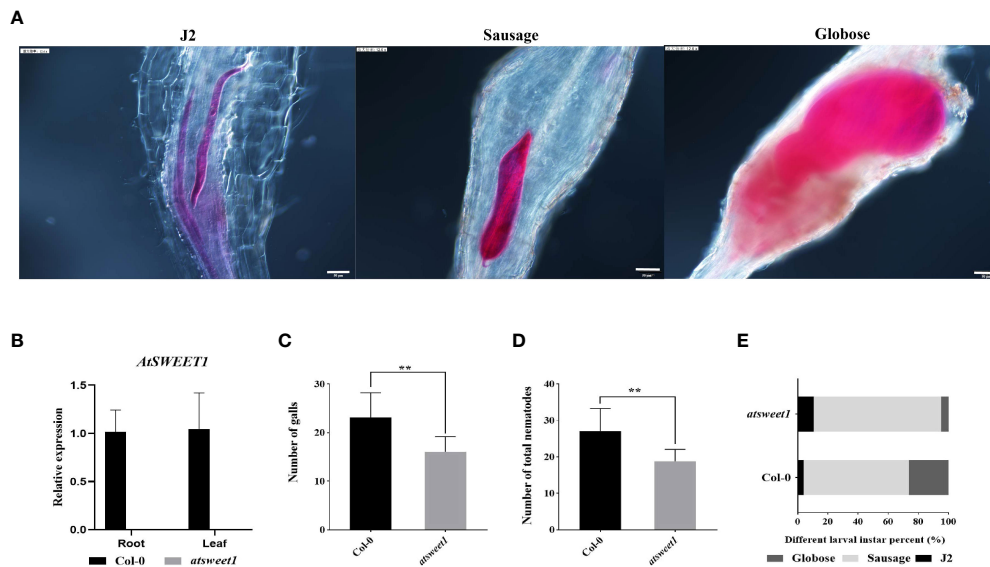 A
J2
Sausage
Globose
B
AtSWEET1
Relative expression
1.5
1.0
0.5
0.0
Root
Leaf
Col-0
atsweet1
C
**
Number of galls
30
20
10
0
Col-0
atsweet1
D
**
Number of total nematodes
40
30
20
10
0
Col-0
atsweet1
E
atsweet1
Col-0
0
20
40
60
80
100
Different larval instar percent (%)
Globose
Sausage
J2